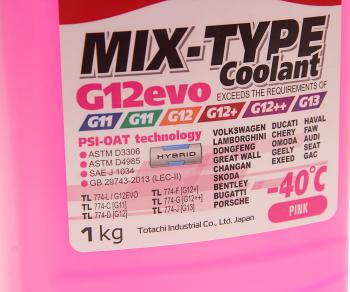 MIX-TYPE
Coolant
G12evo
EXCEEDS THE REQUIREMENTS OF
G11 G11 G12 G12+ G12++ G13
PSI-OAT technology
ASTM D3306
ASTM D4985
SAE J 1034
GB 29743-2013 (LEC-II)
HYBRID
TL 774-L / G12EVO
TL 774-C [G11]
TL 774-D [G12]
TL 774-F [G12+]
TL 774-G [G12++]
TL 774-J [G13]
VOLKSWAGEN
LAMBORGHINI
DONGFENG
GREAT WALL
CHANGAN
SKODA
BENTLEY
BUGATTI
PORSCHE
DUCATI
CHERY
OMODA
GEELY
EXEED
HAVAL
FAW
AUDI
SEAT
GAC
-40°C
PINK
1 kg
Totachi Industrial Co., Ltd. Japan